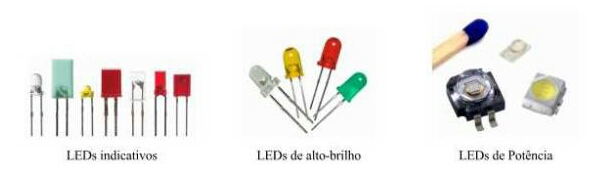 LEDs indicativos
LEDs de alto-brilho
LEDs de Potência